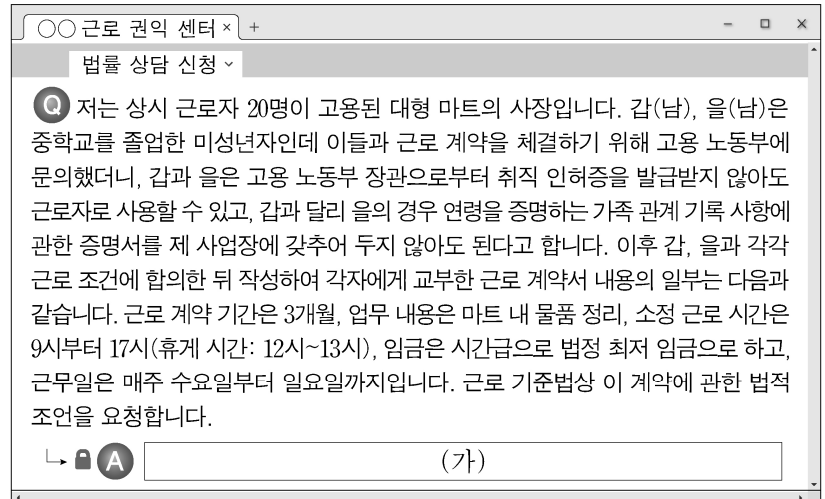 ○○ 근로 권익 센터 × +
법률 상담 신청
Q 저는 상시 근로자 20명이 고용된 대형 마트의 사장입니다. 갑(남), 을(남)은
중학교를 졸업한 미성년자인데 이들과 근로 계약을 체결하기 위해 고용 노동부에
문의했더니, 갑과 을은 고용 노동부 장관으로부터 취직 인허증을 발급받지 않아도
근로자로 사용할 수 있고, 갑과 달리 을의 경우 연령을 증명하는 가족 관계 기록 사항에
관한 증명서를 제 사업장에 갖추어 두지 않아도 된다고 합니다. 이후 갑, 을과 각각
근로 조건에 합의한 뒤 작성하여 각자에게 교부한 근로 계약서 내용의 일부는 다음과
같습니다. 근로 계약 기간은 3개월, 업무 내용은 마트 내 물품 정리, 소정 근로 시간은
9시부터 17시(휴게 시간: 12시~13시), 임금은 시간급으로 법정 최저 임금으로 하고,
근무일은 매주 수요일부터 일요일까지입니다. 근로 기준법상 이 계약에 관한 법적
조언을 요청합니다.
A (가)